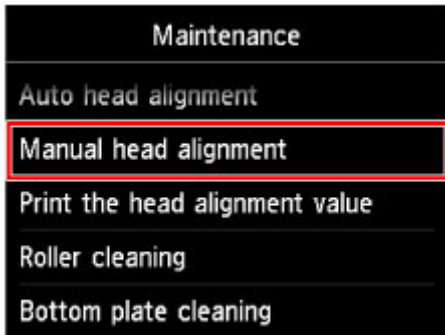 Maintenance
Auto head alignment
Manual head alignment
Print the head alignment value
Roller cleaning
Bottom plate cleaning